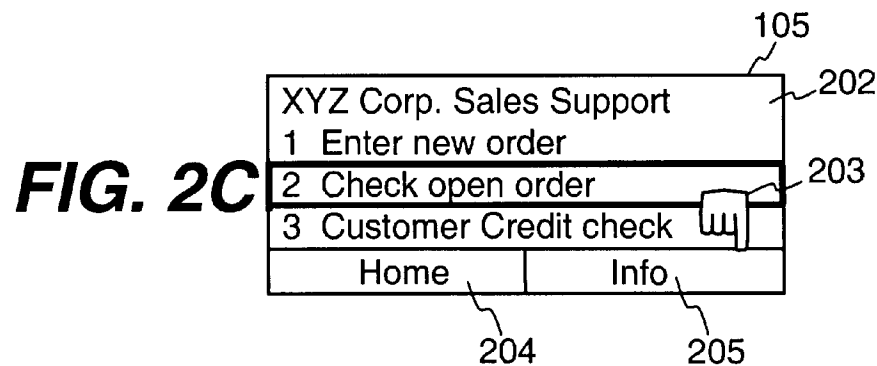 105
202
XYZ Corp. Sales Support
1 Enter new order
FIG. 2C
2 Check open order
203
3 Customer Credit check
Home
Info
204
205